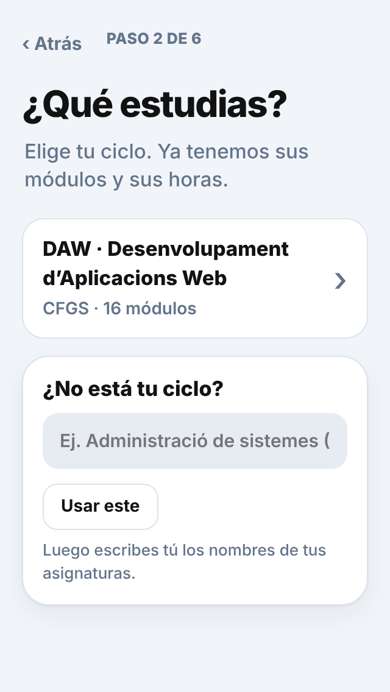 ‹ Atrás PASO 2 DE 6
¿Qué estudias?
Elige tu ciclo. Ya tenemos sus
módulos y sus horas.
DAW · Desenvolupament
d’Aplicacions Web
CFGS · 16 módulos
¿No está tu ciclo?
Ej. Administració de sistemes (
Usar este
Luego escribes tú los nombres de tus
asignaturas.